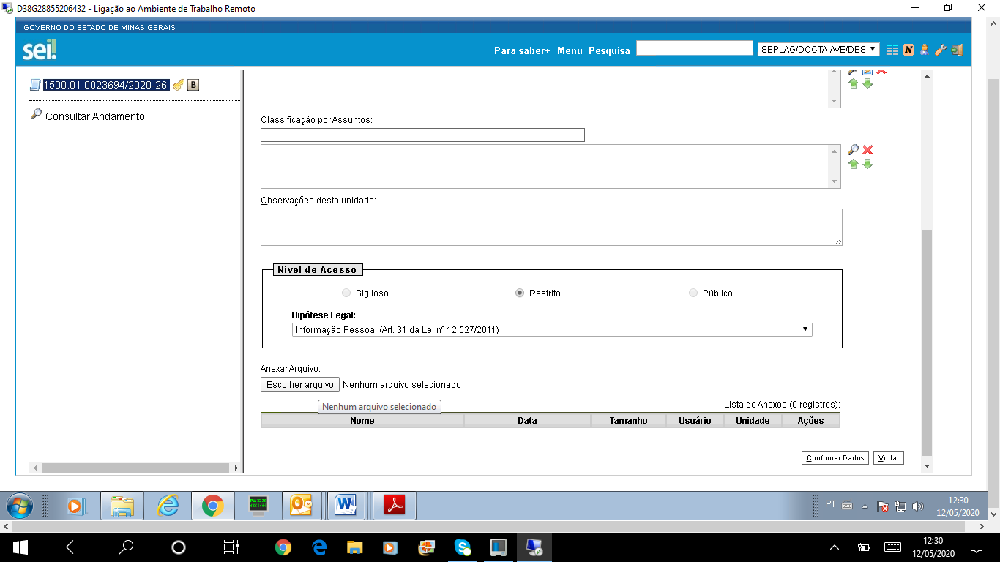 D38G28855206432 - Ligação ao Ambiente de Trabalho Remoto
GOVERNO DO ESTADO DE MINAS GERAIS
sei!
Para saber+ Menu Pesquisa
SEPLAG/DCCTA-AVE/DES
N
1500.01.0023694/2020-26
B
Consultar Andamento
Classificação por Assuntos:
Observações desta unidade:
Nível de Acesso
Sigiloso
Restrito
Público
Hipótese Legal:
Informação Pessoal (Art. 31 da Lei nº 12.527/2011)
Anexar Arquivo:
Escolher arquivo Nenhum arquivo selecionado
Nenhum arquivo selecionado
Lista de Anexos (0 registros):
Nome Data Tamanho Usuário Unidade Ações
Confirmar Dados Voltar
PT
12:30
12/05/2020
12:30
12/05/2020